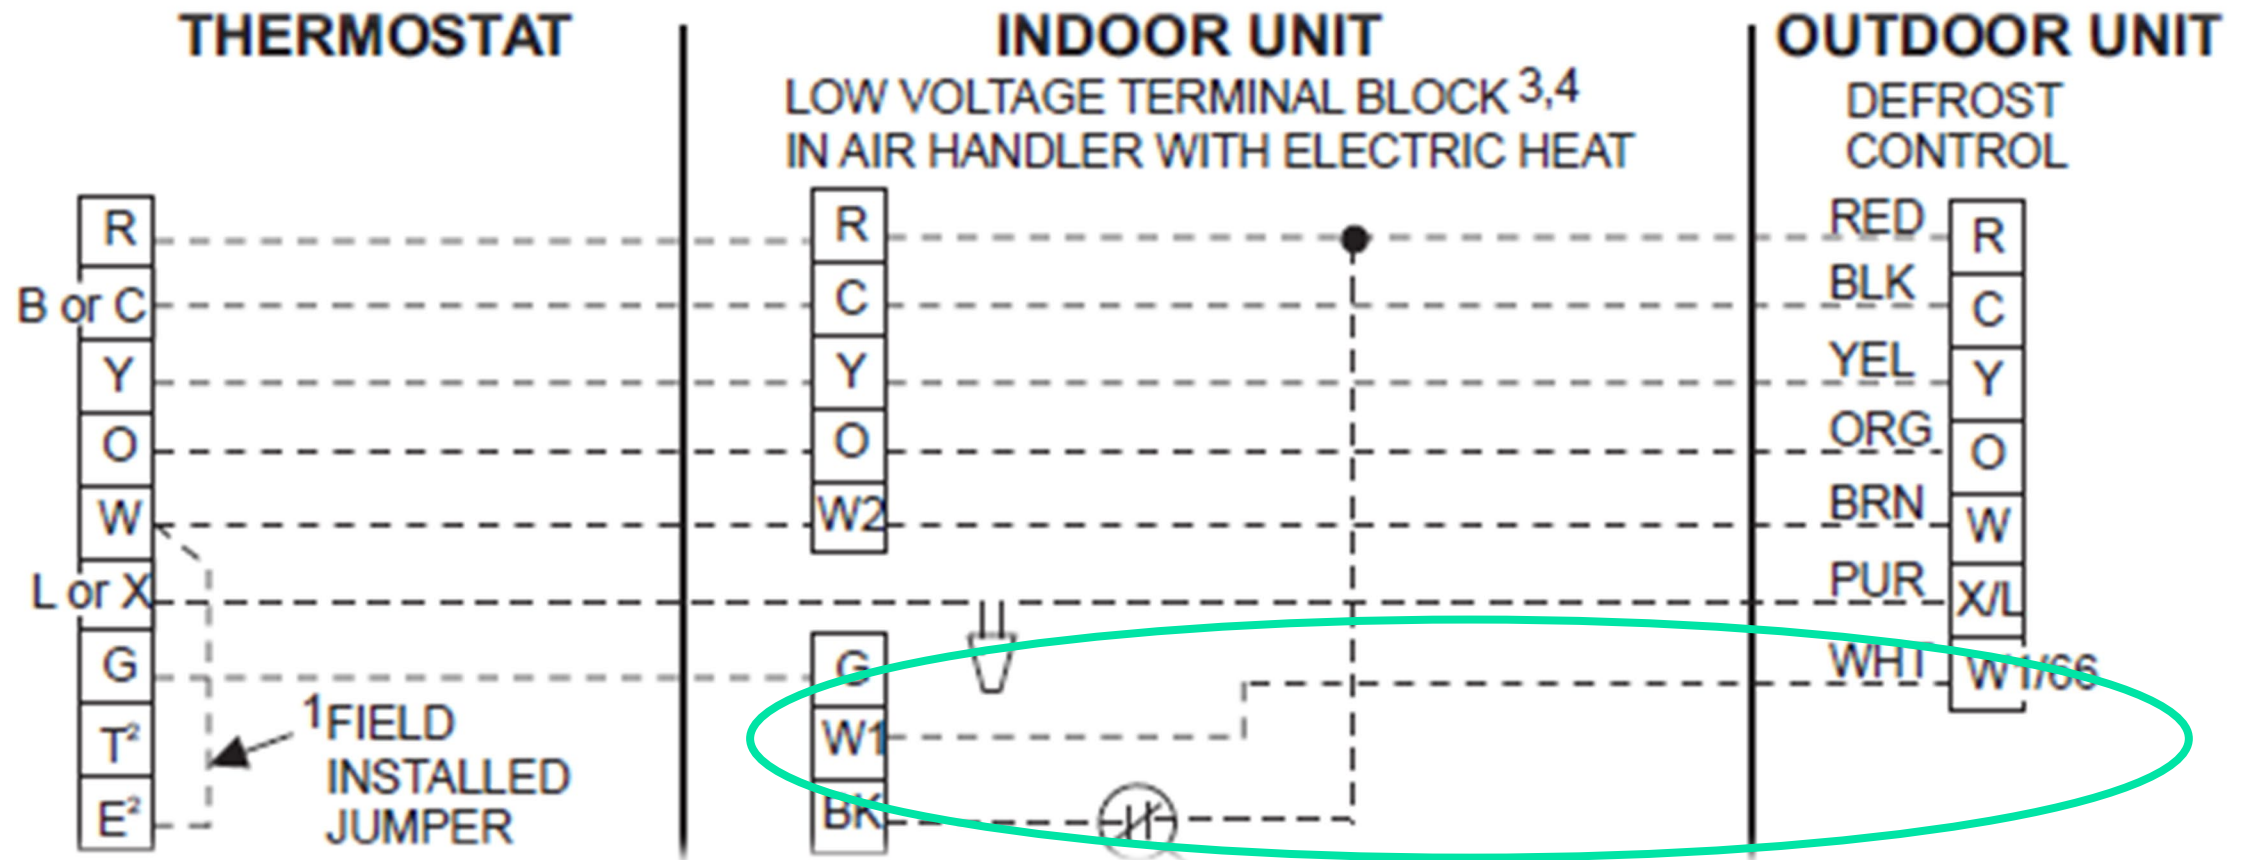 THERMOSTAT
INDOOR UNIT
OUTDOOR UNIT
LOW VOLTAGE TERMINAL BLOCK 3,4
IN AIR HANDLER WITH ELECTRIC HEAT
DEFROST
CONTROL
R
B or C
Y
O
W
L or X
G
T²
E²
¹FIELD
INSTALLED
JUMPER
R
C
Y
O
W2
G
W1
BK
RED R
BLK C
YEL Y
ORG O
BRN W
PUR X/L
WHT W1/66